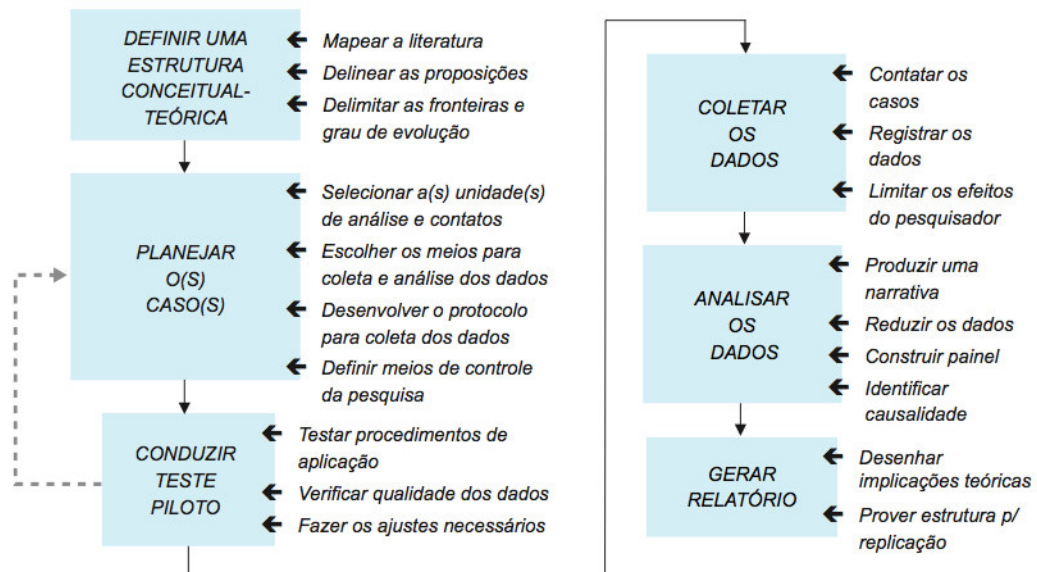 DEFINIR UMA
ESTRUTURA
CONCEITUAL-
TEÓRICA
Mapear a literatura
Delinear as proposições
Delimitar as fronteiras e
grau de evolução
PLANEJAR
O(S)
CASO(S)
Selecionar a(s) unidade(s)
de análise e contatos
Escolher os meios para
coleta e análise dos dados
Desenvolver o protocolo
para coleta dos dados
Definir meios de controle
da pesquisa
CONDUZIR
TESTE
PILOTO
Testar procedimentos de
aplicação
Verificar qualidade dos dados
Fazer os ajustes necessários
COLETAR
OS
DADOS
Contatar os
casos
Registrar os
dados
Limitar os efeitos
do pesquisador
ANALISAR
OS
DADOS
Produzir uma
narrativa
Reduzir os dados
Construir painel
Identificar
causalidade
GERAR
RELATÓRIO
Desenhar
implicações teóricas
Prover estrutura p/
replicação